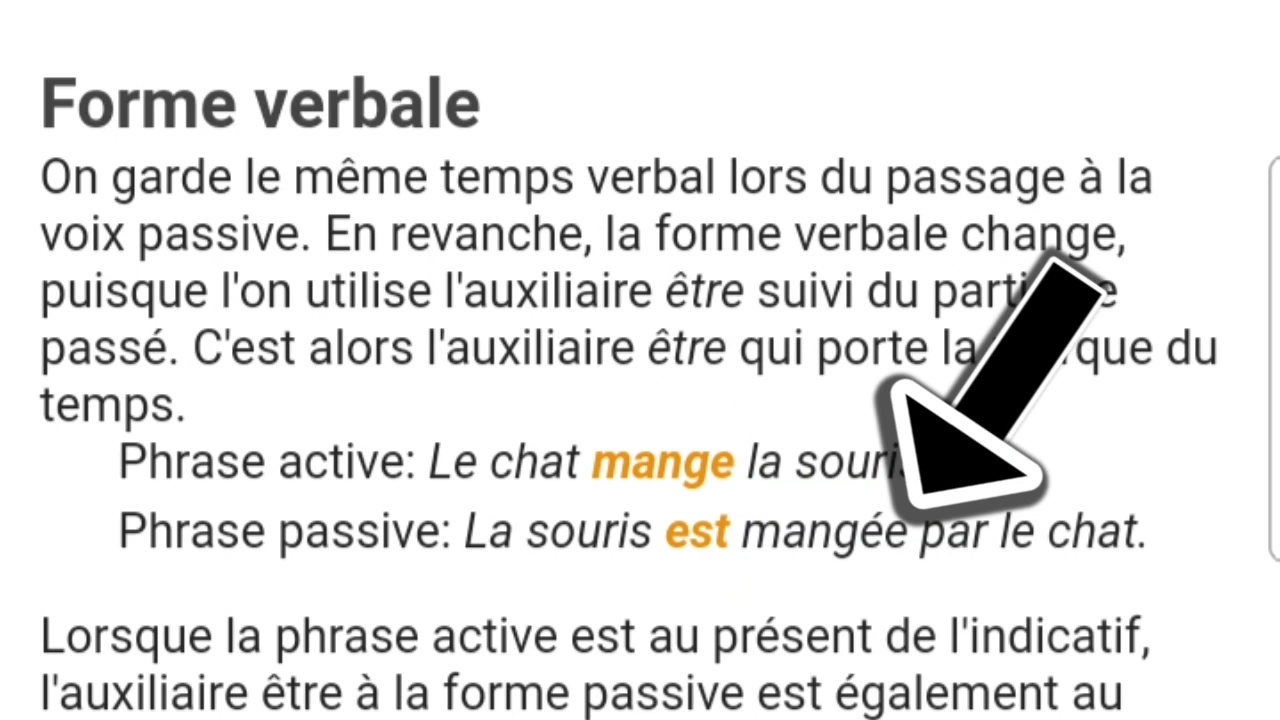 Forme verbale
On garde le même temps verbal lors du passage à la
voix passive. En revanche, la forme verbale change,
puisque l'on utilise l'auxiliaire être suivi du
passé. C'est alors l'auxiliaire être qui porte la du
temps.
Phrase active: Le chat mange la souris
Phrase passive: La souris est mangée par le chat.
Lorsque la phrase active est au présent de l'indicatif,
l'auxiliaire être à la forme passive est également au